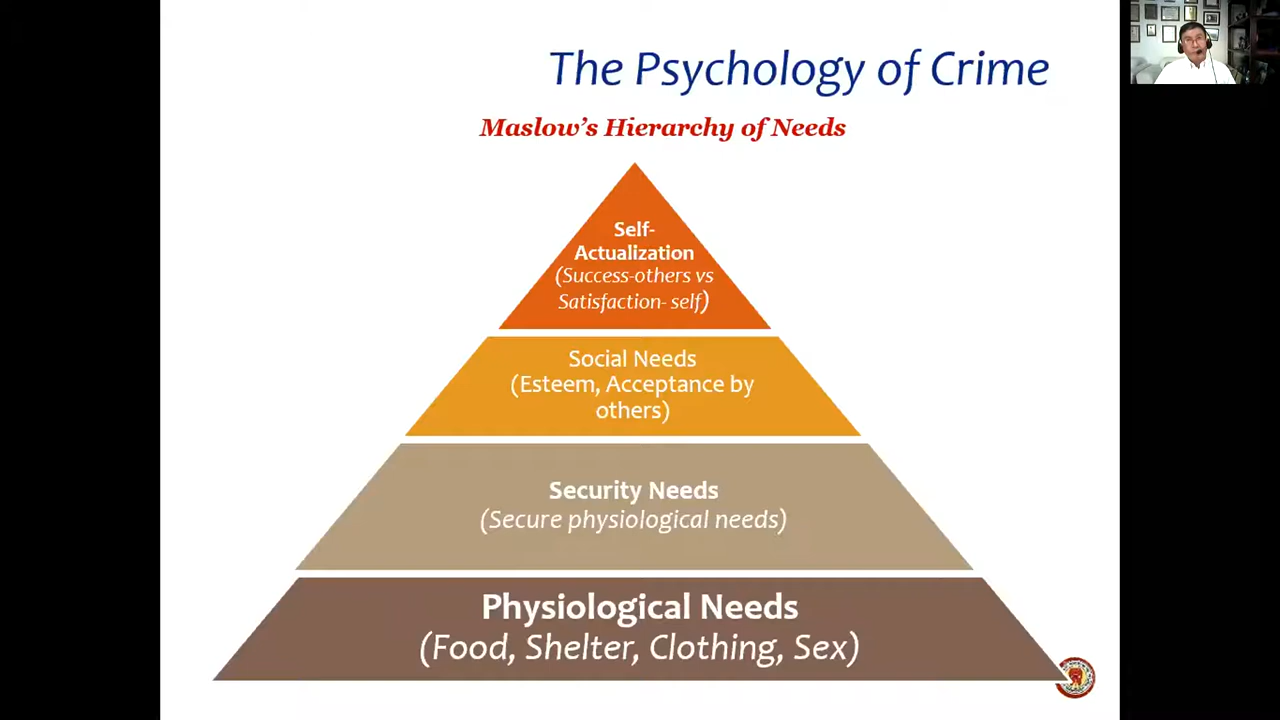 The Psychology of Crime
Maslow’s Hierarchy of Needs
Self-
Actualization
(Success-others vs
Satisfaction- self)
Social Needs
(Esteem, Acceptance by
others)
Security Needs
(Secure physiological needs)
Physiological Needs
(Food, Shelter, Clothing, Sex)